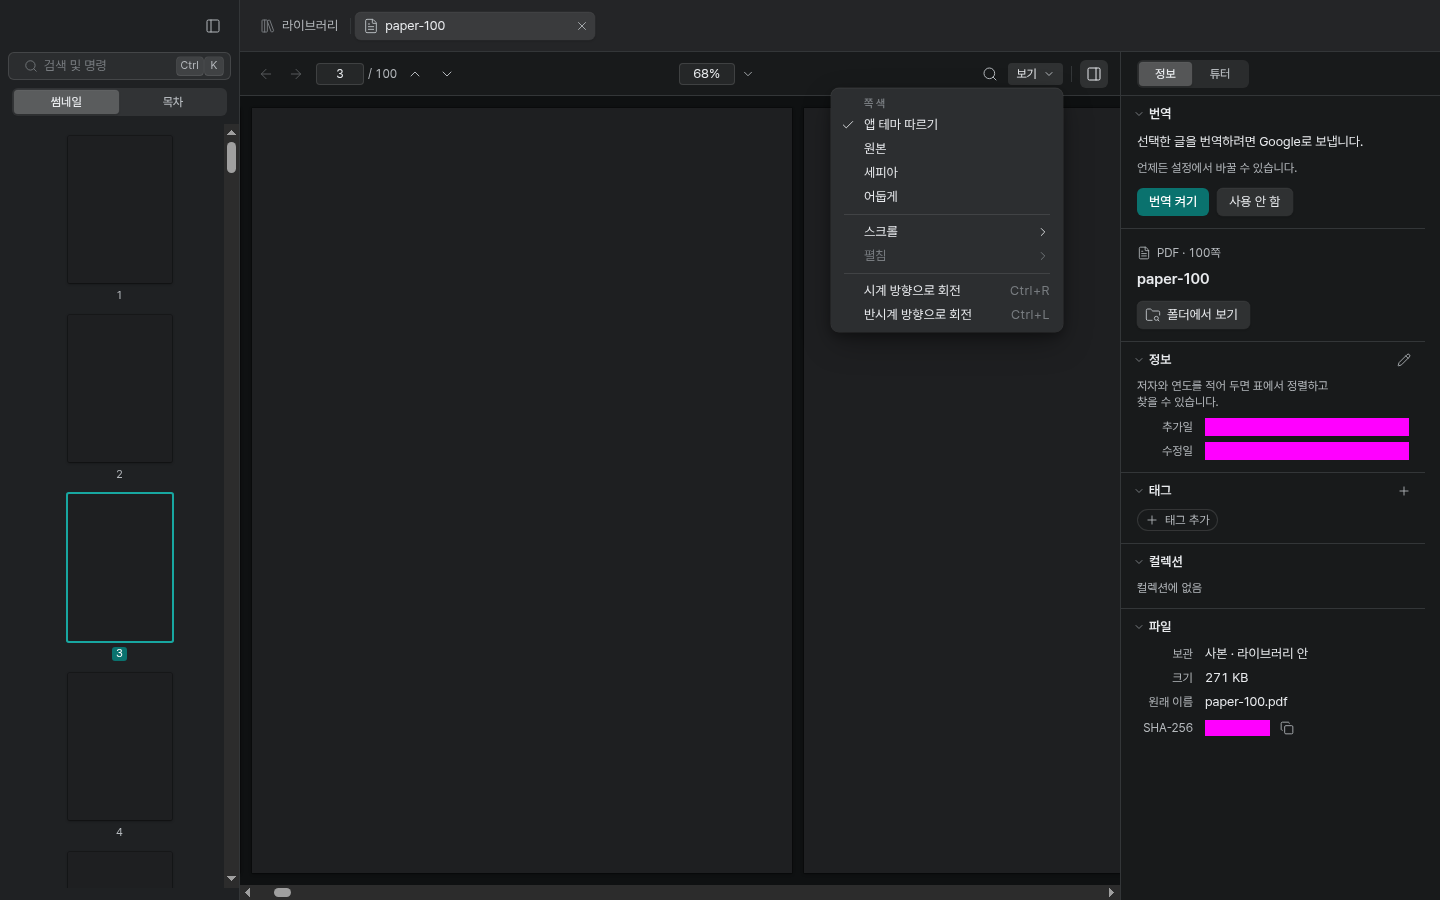 라이브러리
paper-100
검색 및 명령
Ctrl K
썸네일
목차
1
2
3
4
3 / 100
68%
보기
쪽 색
앱 테마 따르기
원본
세피아
어둡게
스크롤
펼침
시계 방향으로 회전 Ctrl+R
반시계 방향으로 회전 Ctrl+L
정보
튜터
번역
선택한 글을 번역하려면 Google로 보냅니다.
언제든 설정에서 바꿀 수 있습니다.
번역 켜기
사용 안 함
PDF · 100쪽
paper-100
폴더에서 보기
정보
저자와 연도를 적어 두면 표에서 정렬하고
찾을 수 있습니다.
추가일
수정일
태그
태그 추가
컬렉션
컬렉션에 없음
파일
보관 사본 · 라이브러리 안
크기 271 KB
원래 이름 paper-100.pdf
SHA-256